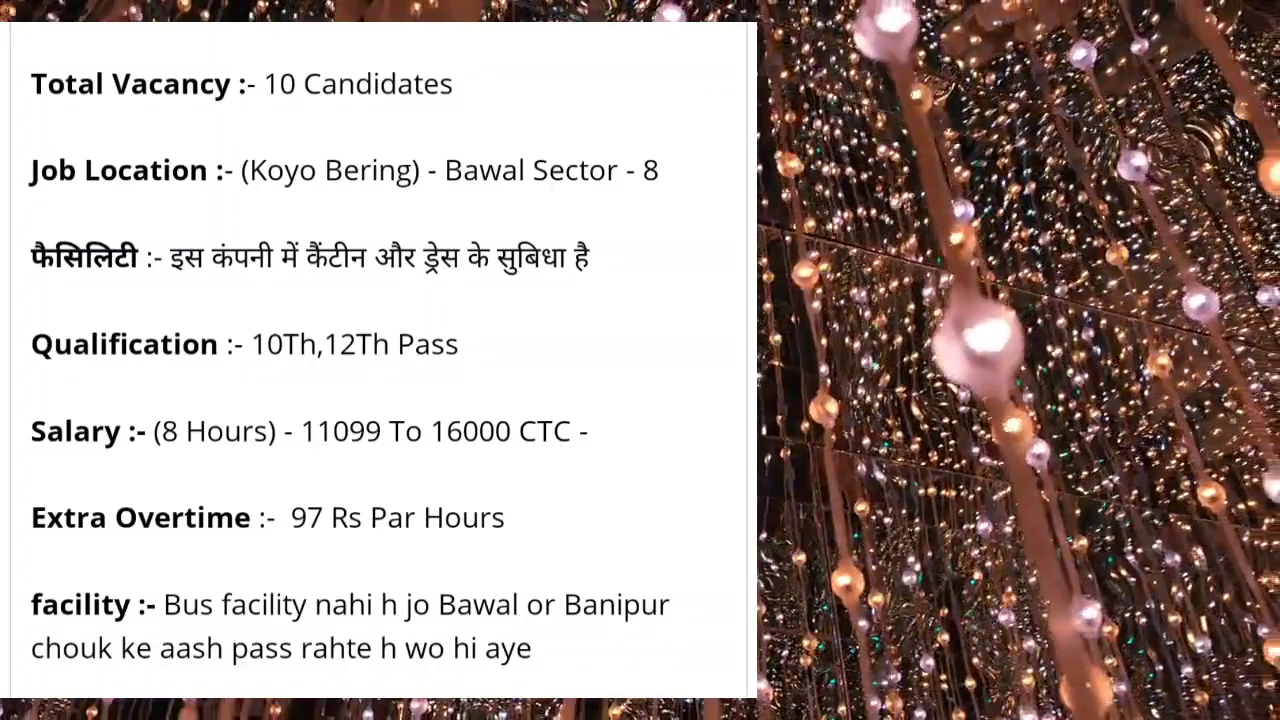 Total Vacancy :- 10 Candidates
Job Location :- (Koyo Bering) - Bawal Sector - 8
फैसिलिटी :- इस कंपनी में कैंटीन और ड्रेस के सुबिधा है
Qualification :- 10Th,12Th Pass
Salary :- (8 Hours) - 11099 To 16000 CTC -
Extra Overtime :- 97 Rs Par Hours
facility :- Bus facility nahi h jo Bawal or Banipur
chouk ke aash pass rahte h wo hi aye